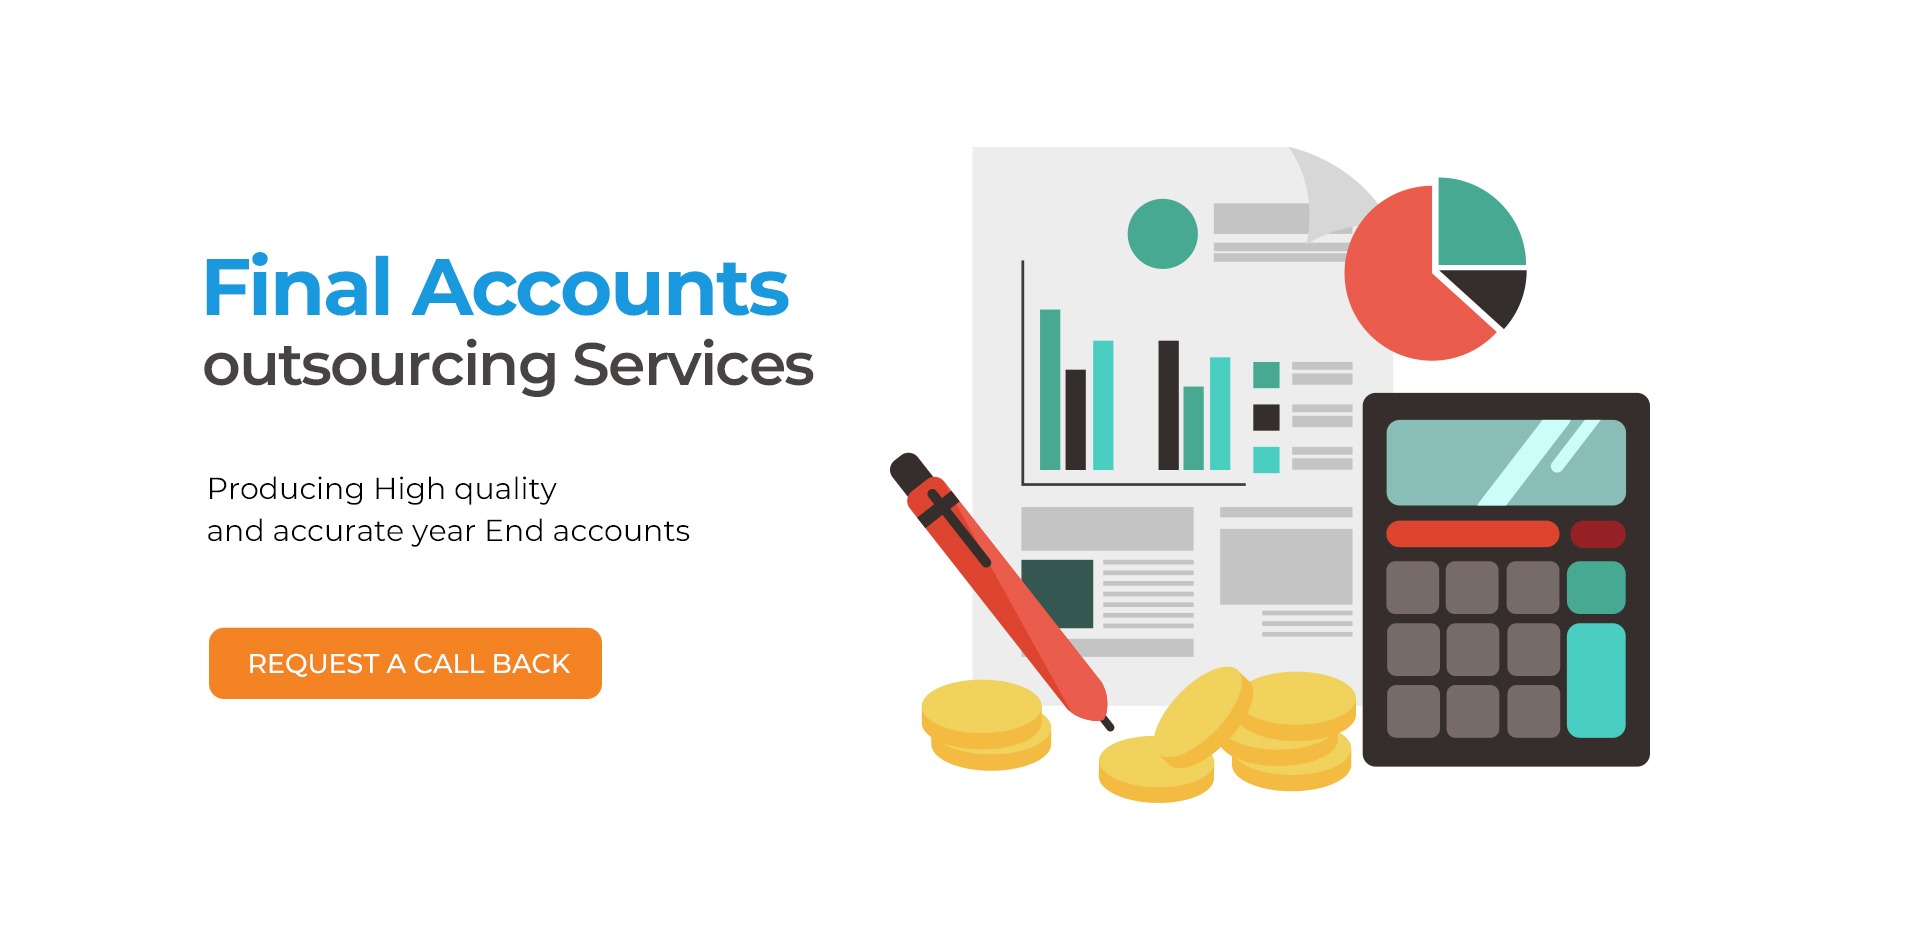 Final Accounts
outsourcing Services
Producing High quality
and accurate year End accounts
REQUEST A CALL BACK